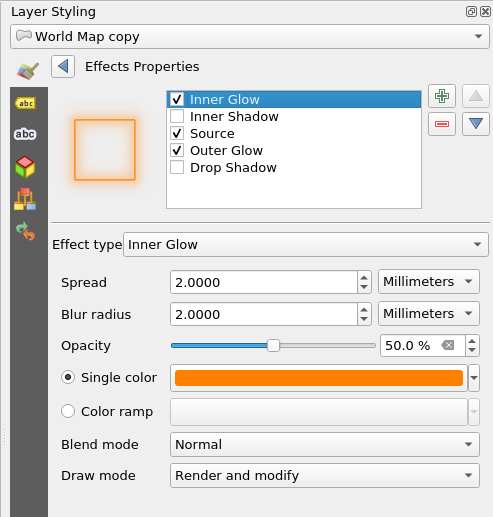 Layer Styling
World Map copy
Effects Properties
abc
abc
Inner Glow
Inner Shadow
Source
Outer Glow
Drop Shadow
Effect type Inner Glow
Spread 2.0000 Millimeters
Blur radius 2.0000 Millimeters
Opacity 50.0 %
Single color
Color ramp
Blend mode Normal
Draw mode Render and modify